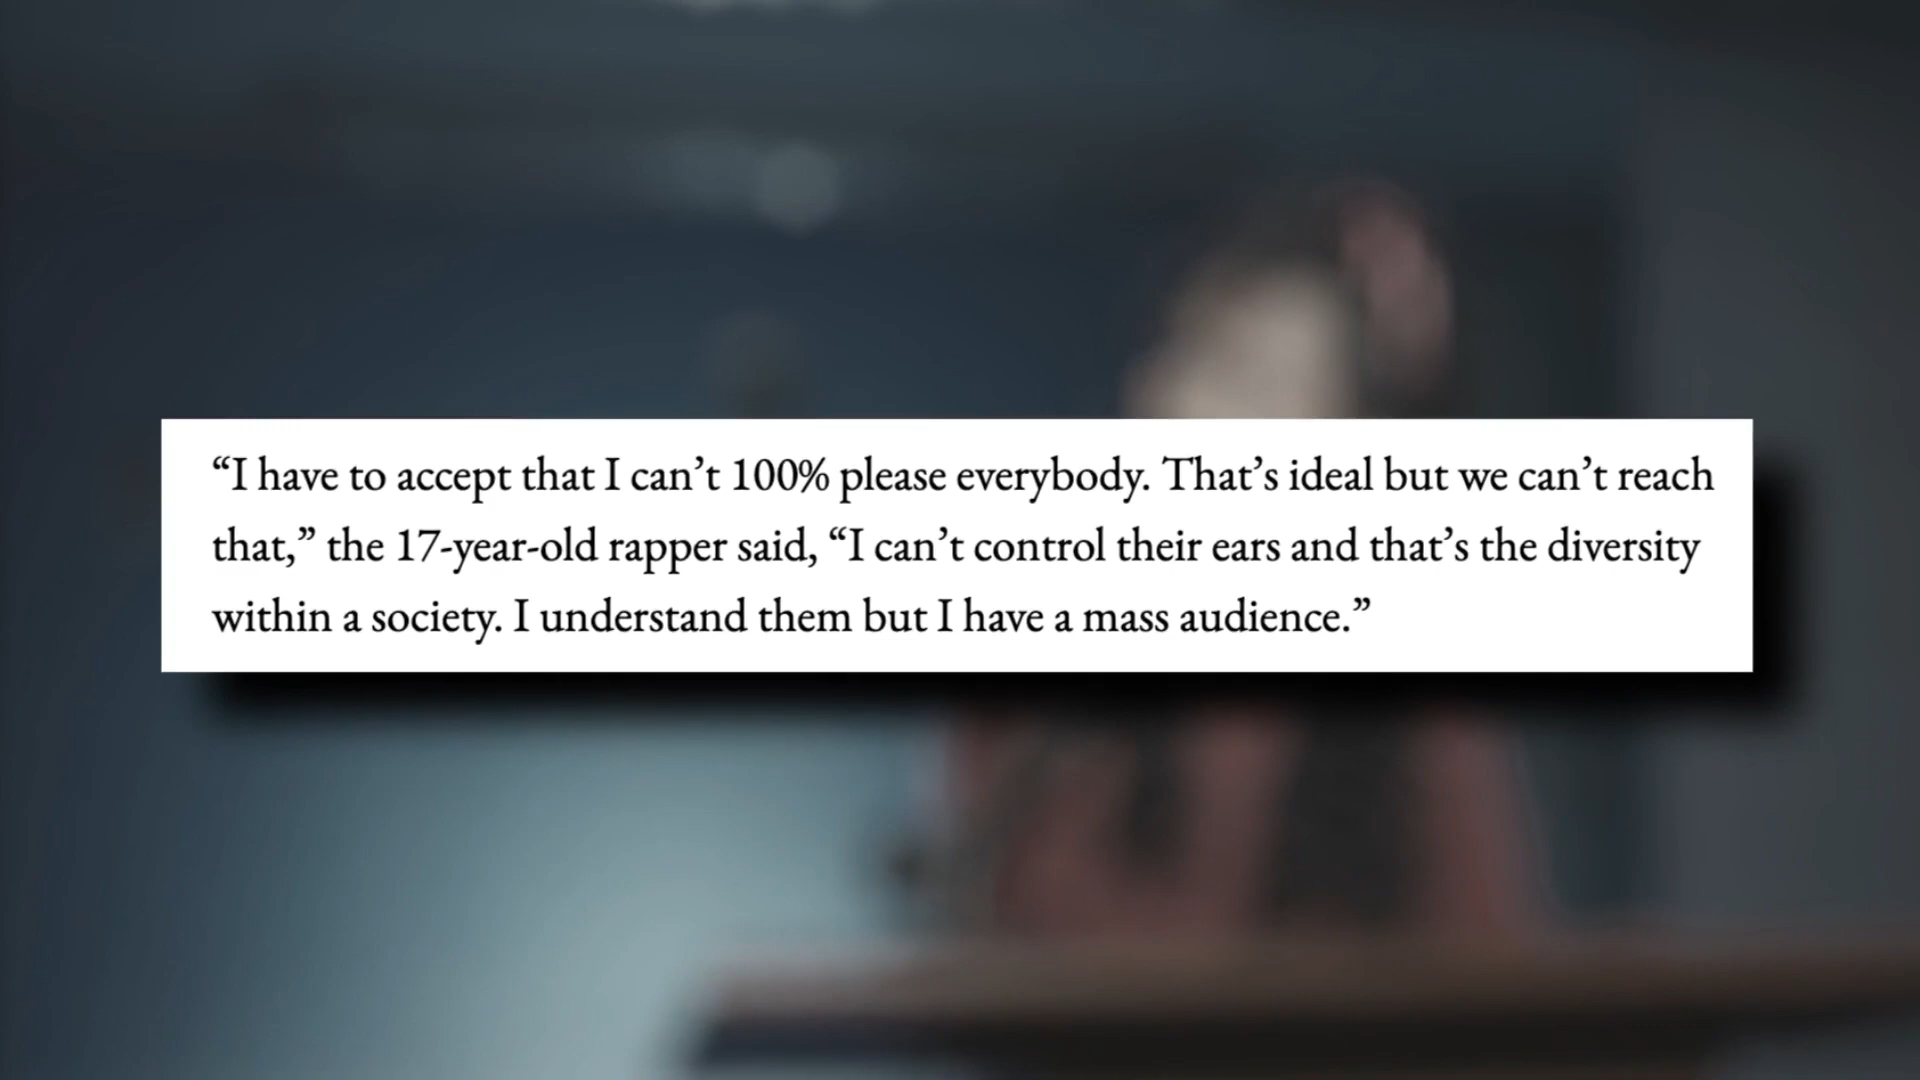 “I have to accept that I can’t 100% please everybody. That’s ideal but we can’t reach
that,” the 17-year-old rapper said, “I can’t control their ears and that’s the diversity
within a society. I understand them but I have a mass audience.”